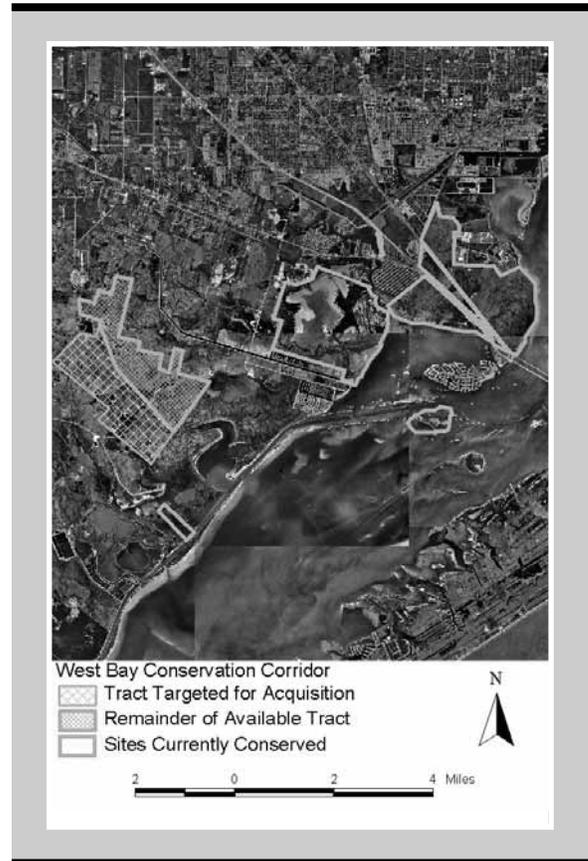 West Bay Conservation Corridor
Tract Targeted for Acquisition
Remainder of Available Tract
Sites Currently Conserved
N
2 0 2 4 Miles